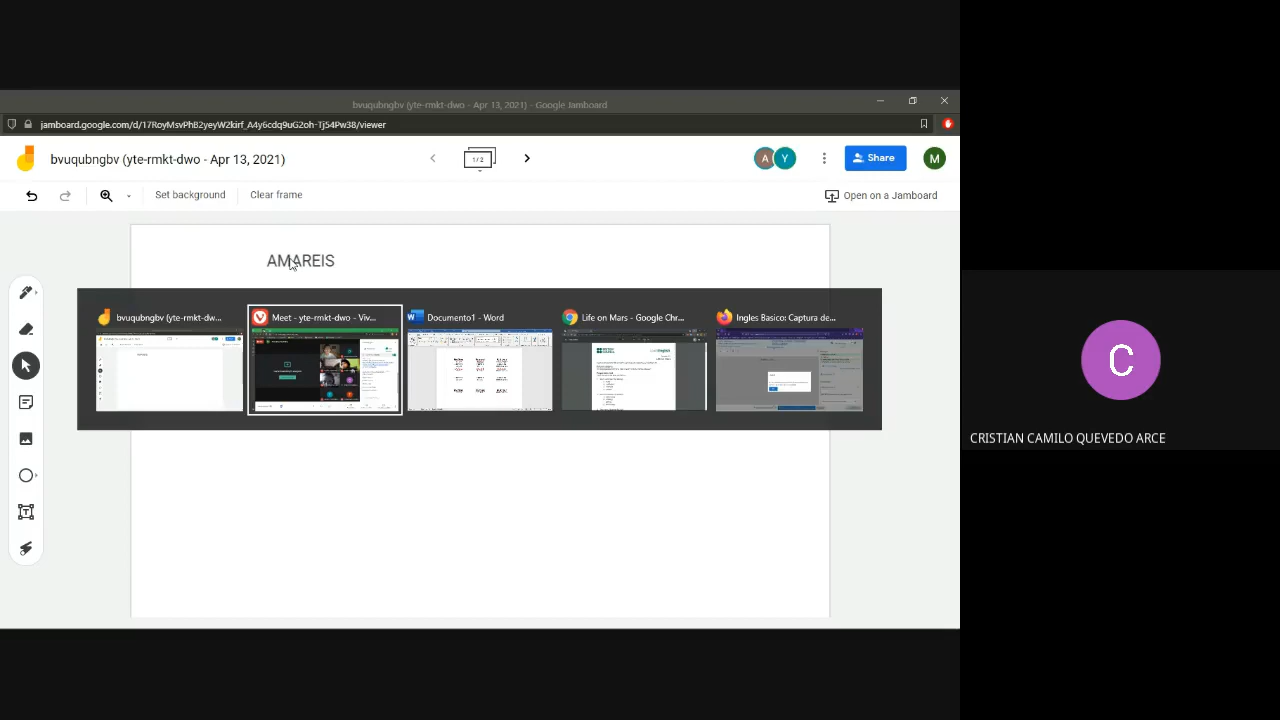 bvuqubngbv (yte-rmkt-dwo - Apr 13, 2021) - Google Jamboard
jamboard.google.com/d/17RoyMsvPhB2yeyW2kirf_A4y6cdq9uG2oh-Tj54Pw38/viewer
bvuqubngbv (yte-rmkt-dwo - Apr 13, 2021)
1/2
A
Y
Share
M
Set background
Clear frame
Open on a Jamboard
AMAREIS
bvuqubngbv (yte-rmkt-dw...
Meet - yte-rmkt-dwo - Viv...
Documento1 - Word
Life on Mars - Google Chr...
Ingles Basico: Captura de...
C
CRISTIAN CAMILO QUEVEDO ARCE